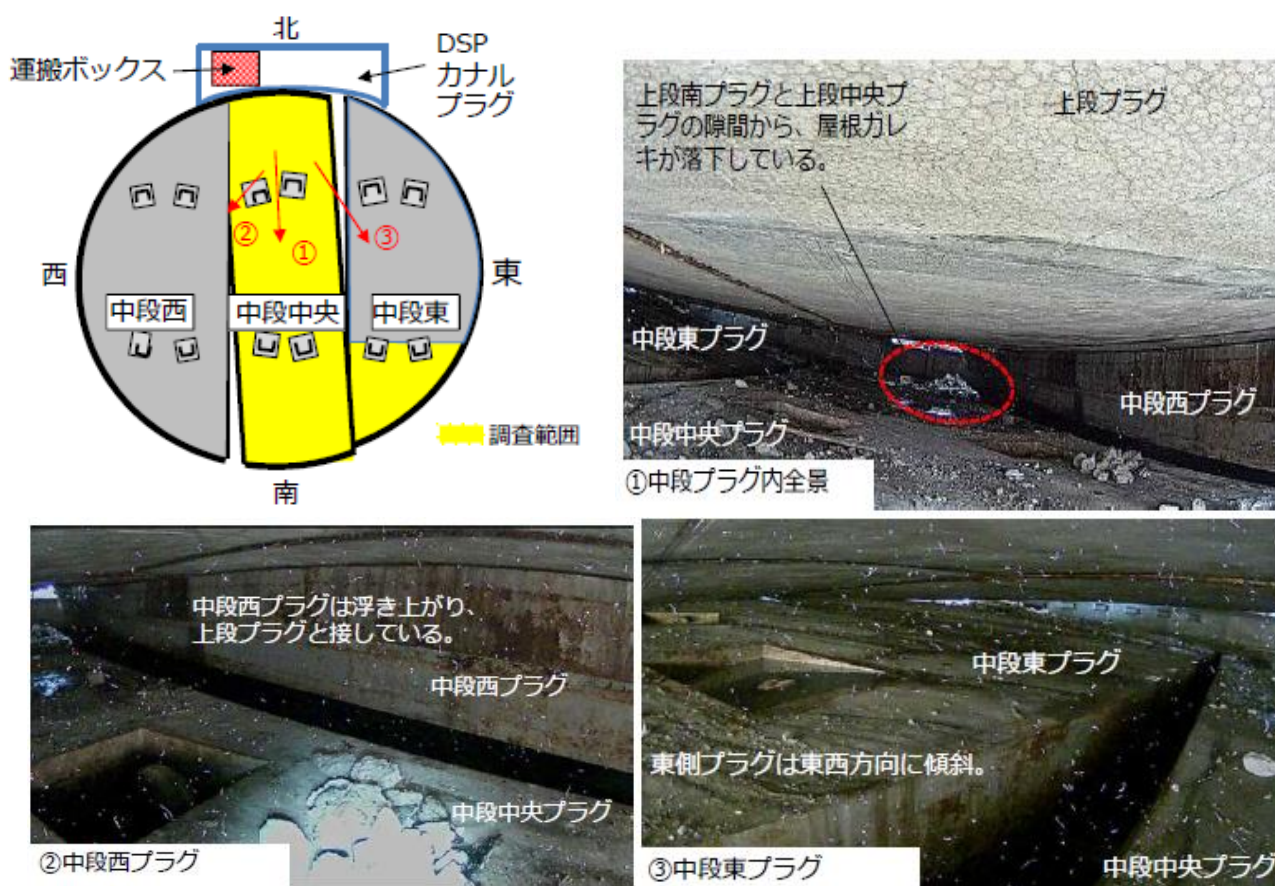 北
運搬ボックス
DSP
カナル
プラグ
西
②
①
③
東
中段西
中段中央
中段東
調査範囲
南
上段南プラグと上段中央プ
ラグの隙間から、屋根ガレ
キが落下している。
上段プラグ
中段東プラグ
中段西プラグ
中段中央プラグ
①中段プラグ内全景
中段西プラグは浮き上がり、
上段プラグと接している。
中段西プラグ
中段中央プラグ
②中段西プラグ
中段東プラグ
東側プラグは東西方向に傾斜。
中段中央プラグ
③中段東プラグ